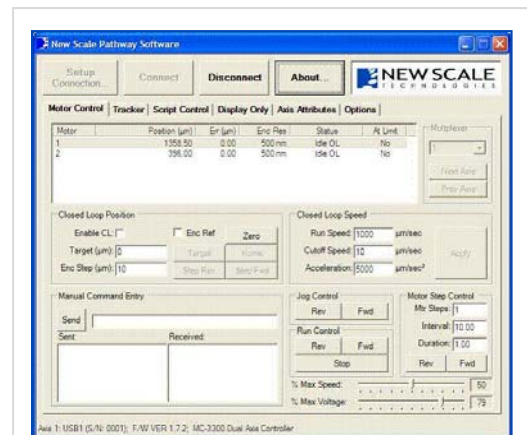 New Scale Pathway Software
Setup Connection... Connect Disconnect About... NEW SCALE TECHNOLOGIES
Motor Control Tracker Script Control Display Only Axis Attributes Options
Motor Position (µm) Err (µm) Enc Res Status At Limit Multiplexer
1 1358.50 0.00 500 nm Idle OL No 1
2 396.00 0.00 500 nm Idle OL No
Next Axis
Prev Axis
Closed Loop Position Closed Loop Speed
Enable CL: Enc Ref Zero Run Speed: 1000 µm/sec
Target (µm): 0 Target Home Cutoff Speed: 10 µm/sec Apply
Enc Step (µm): 10 Step Rev Step Fwd Acceleration: 5000 µm/sec²
Manual Command Entry Jog Control Motor Step Control
Send Rev Fwd Mtr Steps: 1
Sent: Received: Run Control Interval: 10.00
Rev Fwd Duration: 1.00
Stop Rev Fwd
% Max Speed: 50
% Max Voltage: 79
Axis 1: USB1 (S/N: 0001); F/W VER 1.7.2; MC-3300 Dual Axis Controller